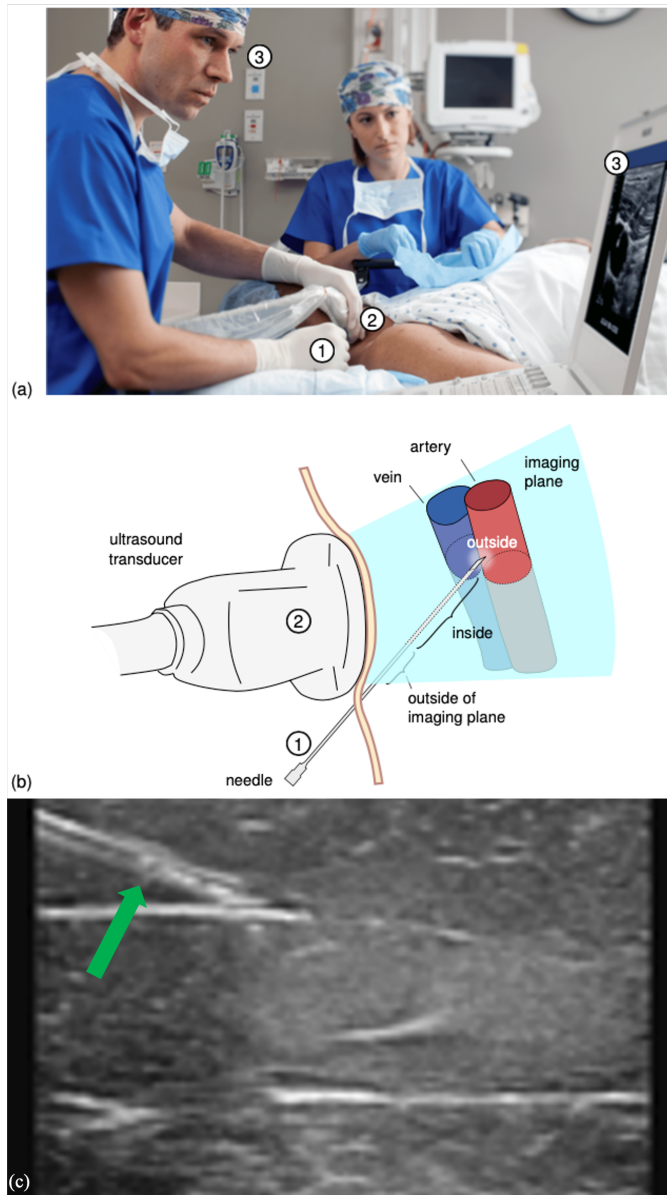 3
3
2
1
(a)
artery
imaging
plane
vein
ultrasound
transducer
outside
2
inside
outside of
imaging plane
1
needle
(b)
(c)